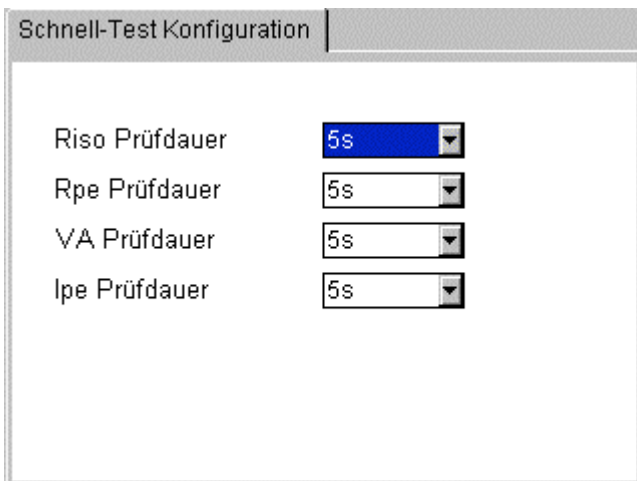 Schnell-Test Konfiguration
Riso Prüfdauer 5s
Rpe Prüfdauer 5s
VA Prüfdauer 5s
Ipe Prüfdauer 5s